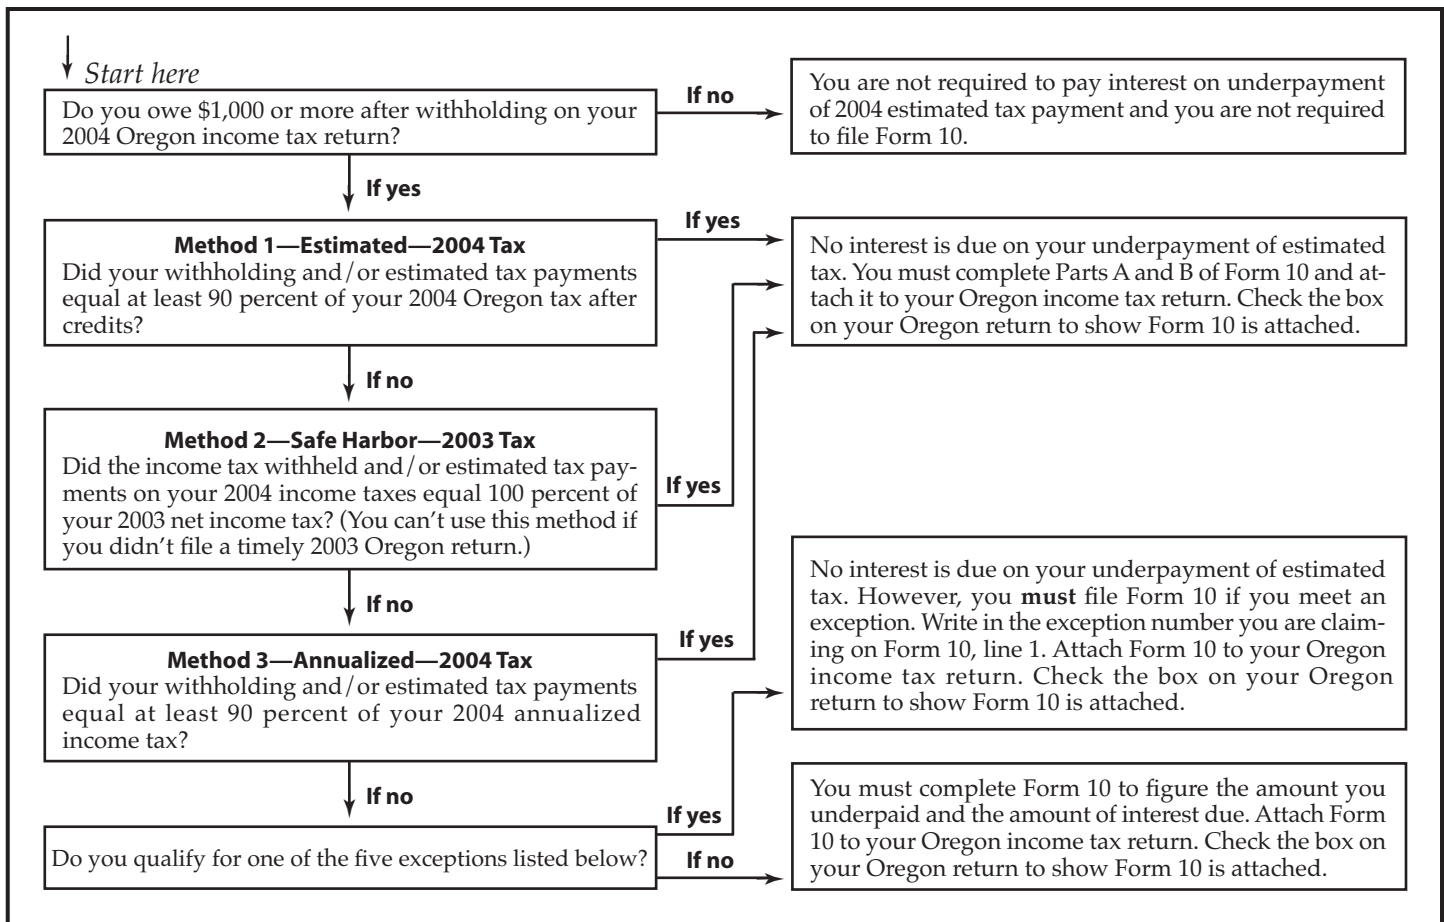 Start here
Do you owe $1,000 or more after withholding on your
2004 Oregon income tax return?
If no
You are not required to pay interest on underpayment
of 2004 estimated tax payment and you are not required
to file Form 10.
If yes
Method 1—Estimated—2004 Tax
Did your withholding and/or estimated tax payments
equal at least 90 percent of your 2004 Oregon tax after
credits?
If yes
No interest is due on your underpayment of estimated
tax. You must complete Parts A and B of Form 10 and at-
tach it to your Oregon income tax return. Check the box
on your Oregon return to show Form 10 is attached.
If no
Method 2—Safe Harbor—2003 Tax
Did the income tax withheld and/or estimated tax pay-
ments on your 2004 income taxes equal 100 percent of
your 2003 net income tax? (You can't use this method if
you didn't file a timely 2003 Oregon return.)
If yes
If no
Method 3—Annualized—2004 Tax
Did your withholding and/or estimated tax payments
equal at least 90 percent of your 2004 annualized
income tax?
If yes
No interest is due on your underpayment of estimated
tax. However, you must file Form 10 if you meet an
exception. Write in the exception number you are claim-
ing on Form 10, line 1. Attach Form 10 to your Oregon
income tax return. Check the box on your Oregon
return to show Form 10 is attached.
If no
Do you qualify for one of the five exceptions listed below?
If yes
If no
You must complete Form 10 to figure the amount you
underpaid and the amount of interest due. Attach Form
10 to your Oregon income tax return. Check the box on
your Oregon return to show Form 10 is attached.